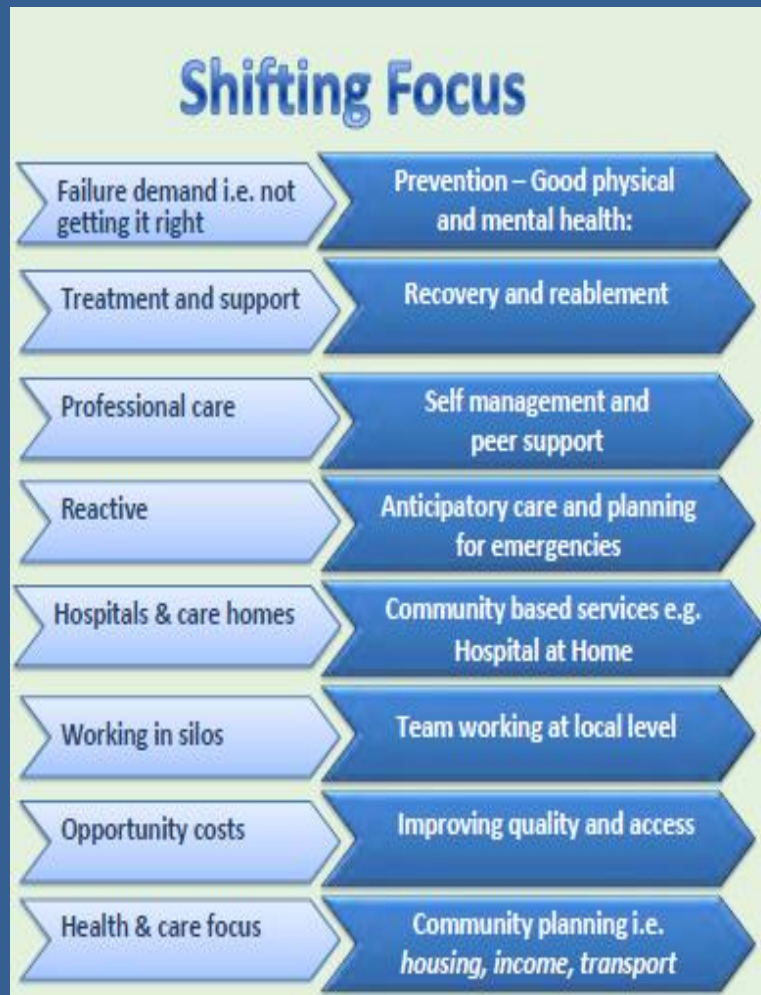 Shifting Focus
Failure demand i.e. not
getting it right
Prevention – Good physical
and mental health:
Treatment and support
Recovery and reablement
Professional care
Self management and
peer support
Reactive
Anticipatory care and planning
for emergencies
Hospitals & care homes
Community based services e.g.
Hospital at Home
Working in silos
Team working at local level
Opportunity costs
Improving quality and access
Health & care focus
Community planning i.e.
housing, income, transport